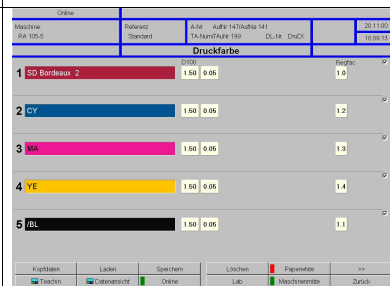 Online
Maschine: Referenz A-Nr AuftNr 147/Auftrla 141 20.11.00
RA 105-5 Standard TA-Num/TAuNr 199 DL-Nr. Druck 18:09:13
Druckfarbe
D100 Regfac
1 SD Bordeaux 2 1.50 0.05 1.0
2 CY 1.50 0.05 1.2
3 MA 1.50 0.05 1.3
4 YE 1.50 0.05 1.4
5 /BL 1.50 0.05 1.1
Kopfdaten Laden Speichern Löschen Paperwhite >>
Teachin Datenansicht Online Lab Maschinenmitte Zurück